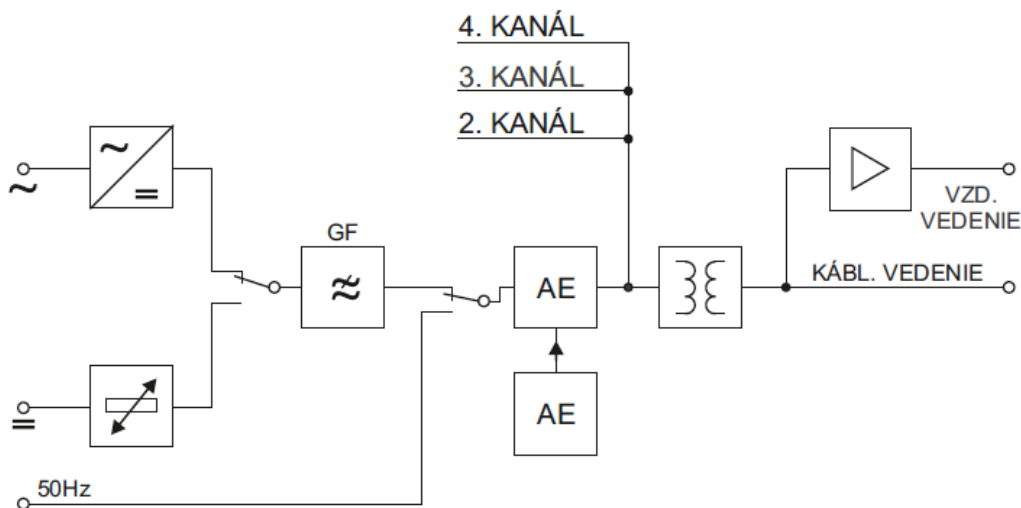 4. KANÁL
3. KANÁL
2. KANÁL
~
~
=
VZD.
VEDENIE
GF
KÁBL. VEDENIE
AE
AE
=
50Hz